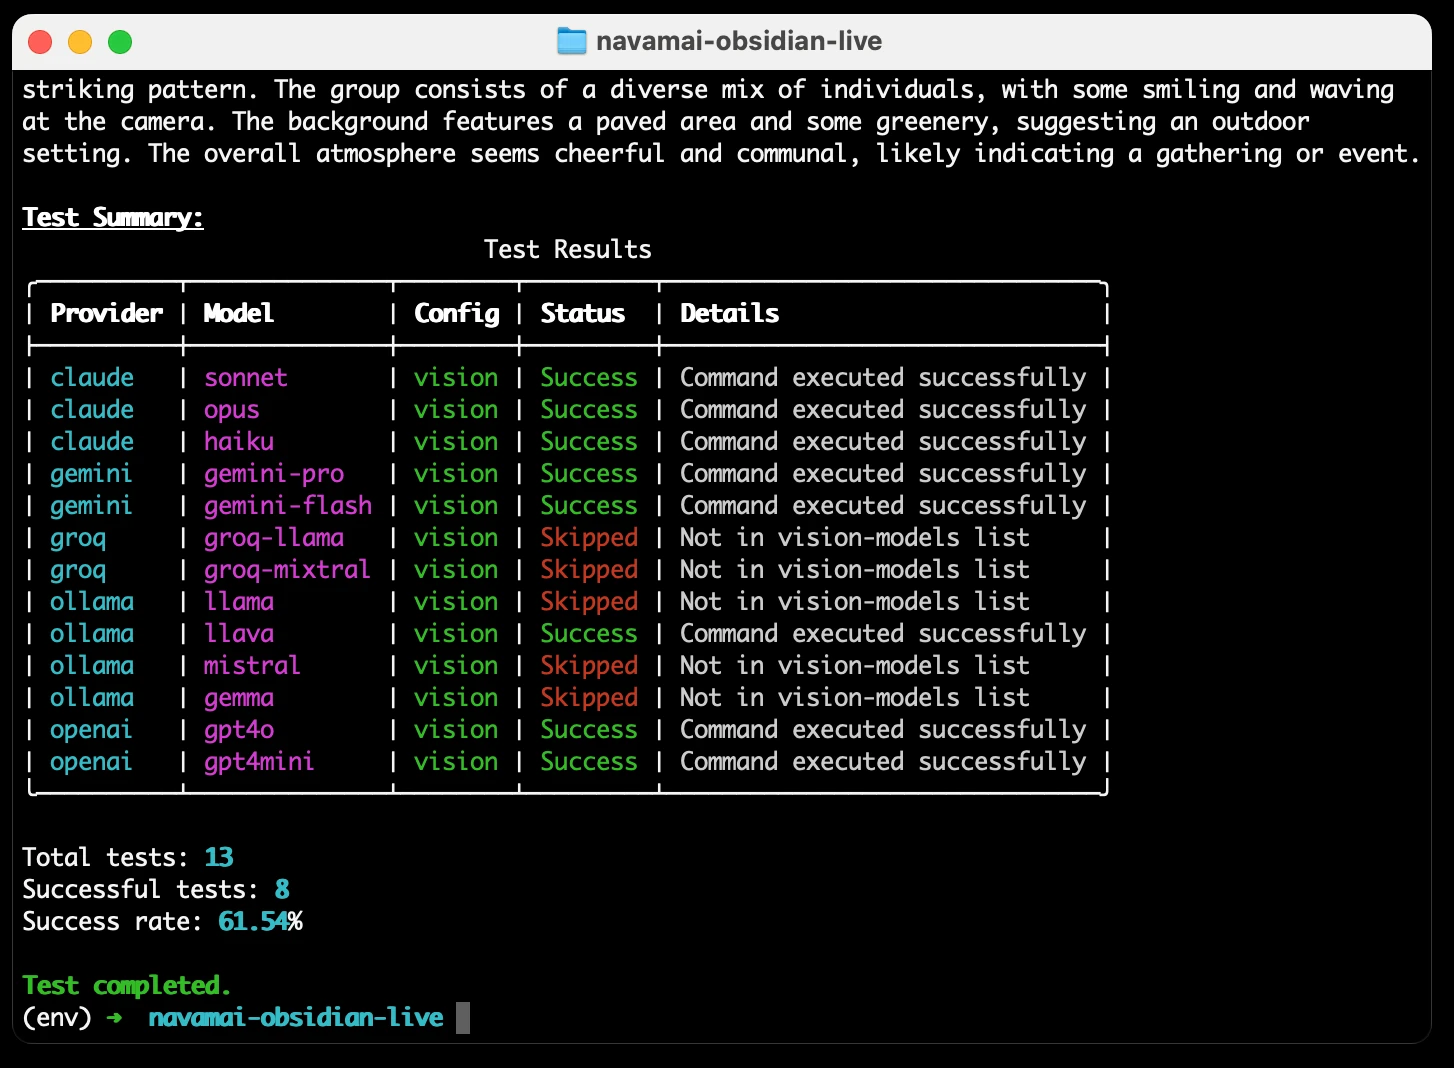 navamai-obsidian-live
striking pattern. The group consists of a diverse mix of individuals, with some smiling and waving
at the camera. The background features a paved area and some greenery, suggesting an outdoor
setting. The overall atmosphere seems cheerful and communal, likely indicating a gathering or event.
Test Summary:
Test Results
Provider | Model | Config | Status | Details
claude | sonnet | vision | Success | Command executed successfully
claude | opus | vision | Success | Command executed successfully
claude | haiku | vision | Success | Command executed successfully
gemini | gemini-pro | vision | Success | Command executed successfully
gemini | gemini-flash | vision | Success | Command executed successfully
groq | groq-llama | vision | Skipped | Not in vision-models list
groq | groq-mixtral | vision | Skipped | Not in vision-models list
ollama | llama | vision | Skipped | Not in vision-models list
ollama | llava | vision | Success | Command executed successfully
ollama | mistral | vision | Skipped | Not in vision-models list
ollama | gemma | vision | Skipped | Not in vision-models list
openai | gpt4o | vision | Success | Command executed successfully
openai | gpt4mini | vision | Success | Command executed successfully
Total tests: 13
Successful tests: 8
Success rate: 61.54%
Test completed.
(env) → navamai-obsidian-live